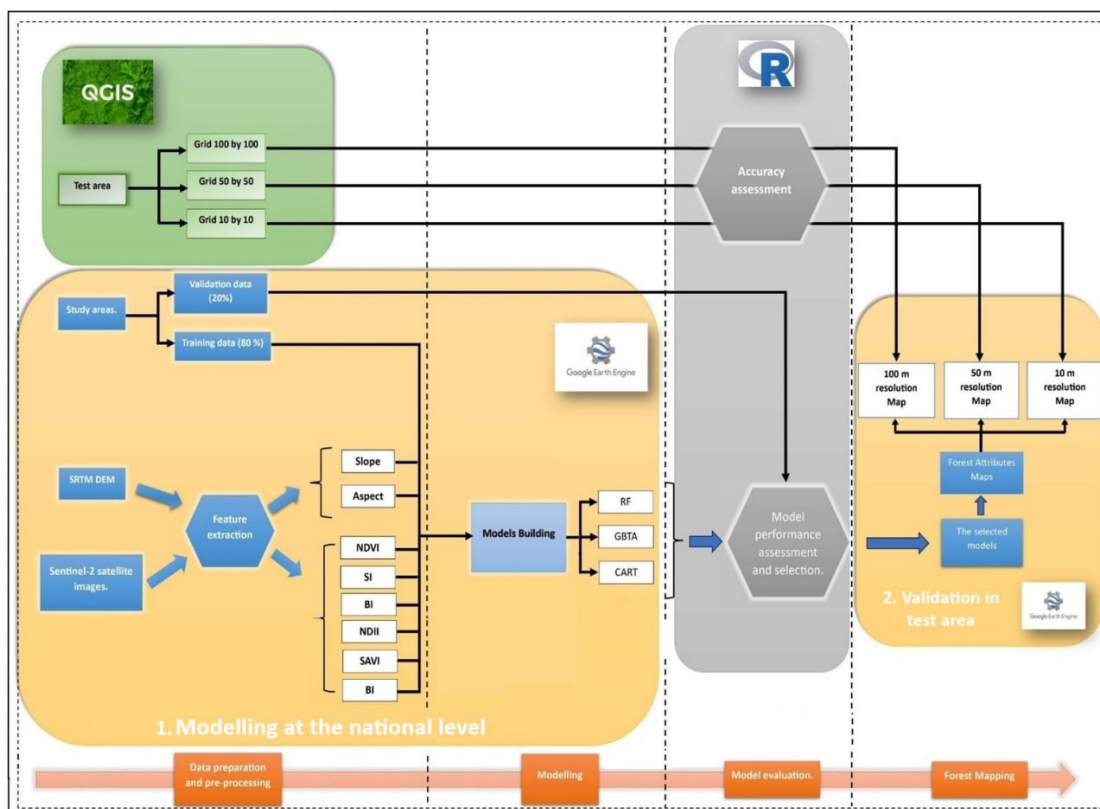 QGIS
Test area
Grid 100 by 100
Grid 50 by 50
Grid 10 by 10
R
Accuracy
assessment
Study areas.
Validation data
(20%)
Training data (80 %)
Google Earth Engine
SRTM DEM
Sentinel-2 satellite
images.
Feature
extraction
Slope
Aspect
NDVI
SI
BI
NDII
SAVI
BI
Models Building
RF
GBTA
CART
Model
performance
assessment
and selection.
100 m
resolution
Map
50 m
resolution
Map
10 m
resolution
Map
Forest Attributes
Maps
The selected
models
2. Validation in
test area
Google Earth Engine
1. Modelling at the national level
Data preparation
and pre-processing
Modelling
Model evaluation.
Forest Mapping